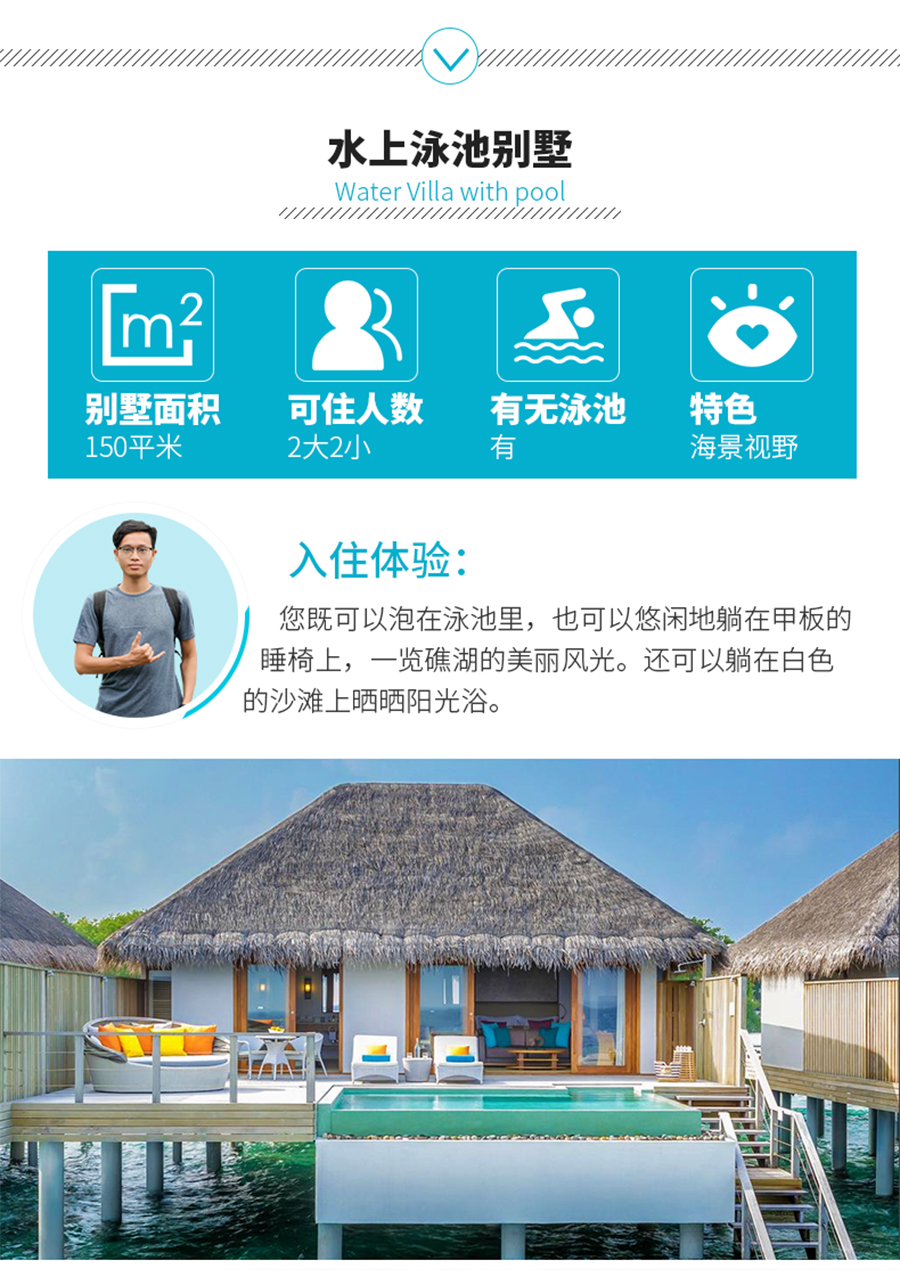 水上泳池别墅
Water Villa with pool
m²
别墅面积
150平米
可住人数
2大2小
有无泳池
有
特色
海景视野
入住体验：
您既可以泡在泳池里，也可以悠闲地躺在甲板的
睡椅上，一览礁湖的美丽风光。还可以躺在白色
的沙滩上晒晒阳光浴。